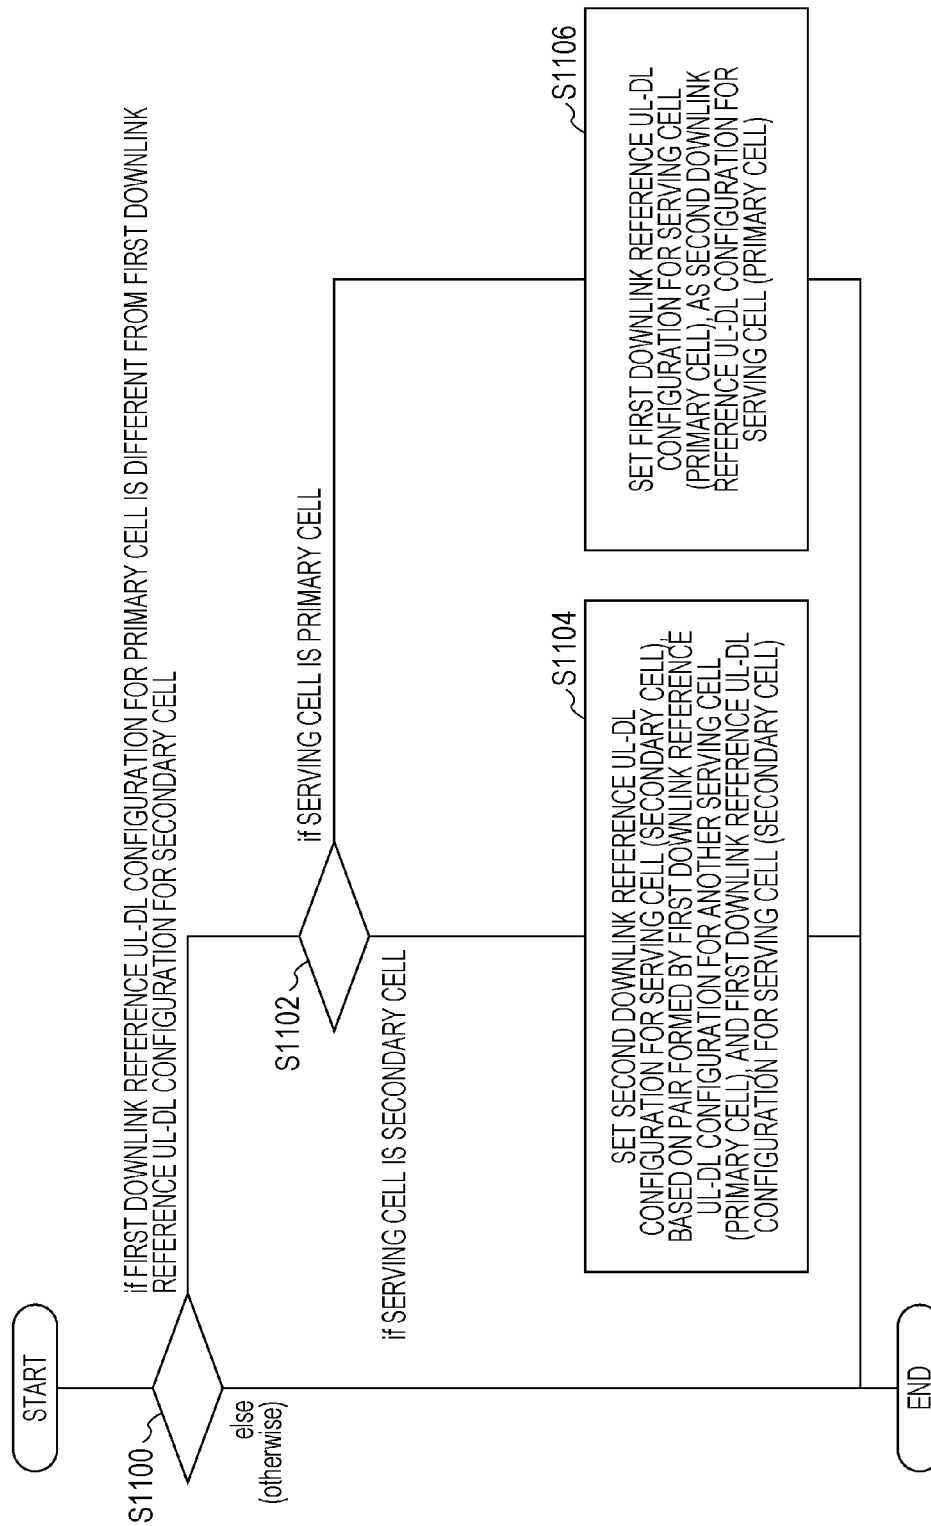 START
S1100
if FIRST DOWNLINK REFERENCE UL-DL CONFIGURATION FOR PRIMARY CELL IS DIFFERENT FROM FIRST DOWNLINK
REFERENCE UL-DL CONFIGURATION FOR SECONDARY CELL
else
(otherwise)
S1102
if SERVING CELL IS PRIMARY CELL
if SERVING CELL IS SECONDARY CELL
S1104
SET SECOND DOWNLINK REFERENCE UL-DL
CONFIGURATION FOR SERVING CELL (SECONDARY CELL),
BASED ON PAIR FORMED BY FIRST DOWNLINK REFERENCE
UL-DL CONFIGURATION FOR ANOTHER SERVING CELL
(PRIMARY CELL), AND FIRST DOWNLINK REFERENCE UL-DL
CONFIGURATION FOR SERVING CELL (SECONDARY CELL)
S1106
SET FIRST DOWNLINK REFERENCE UL-DL
CONFIGURATION FOR SERVING CELL
(PRIMARY CELL), AS SECOND DOWNLINK
REFERENCE UL-DL CONFIGURATION FOR
SERVING CELL (PRIMARY CELL)
END